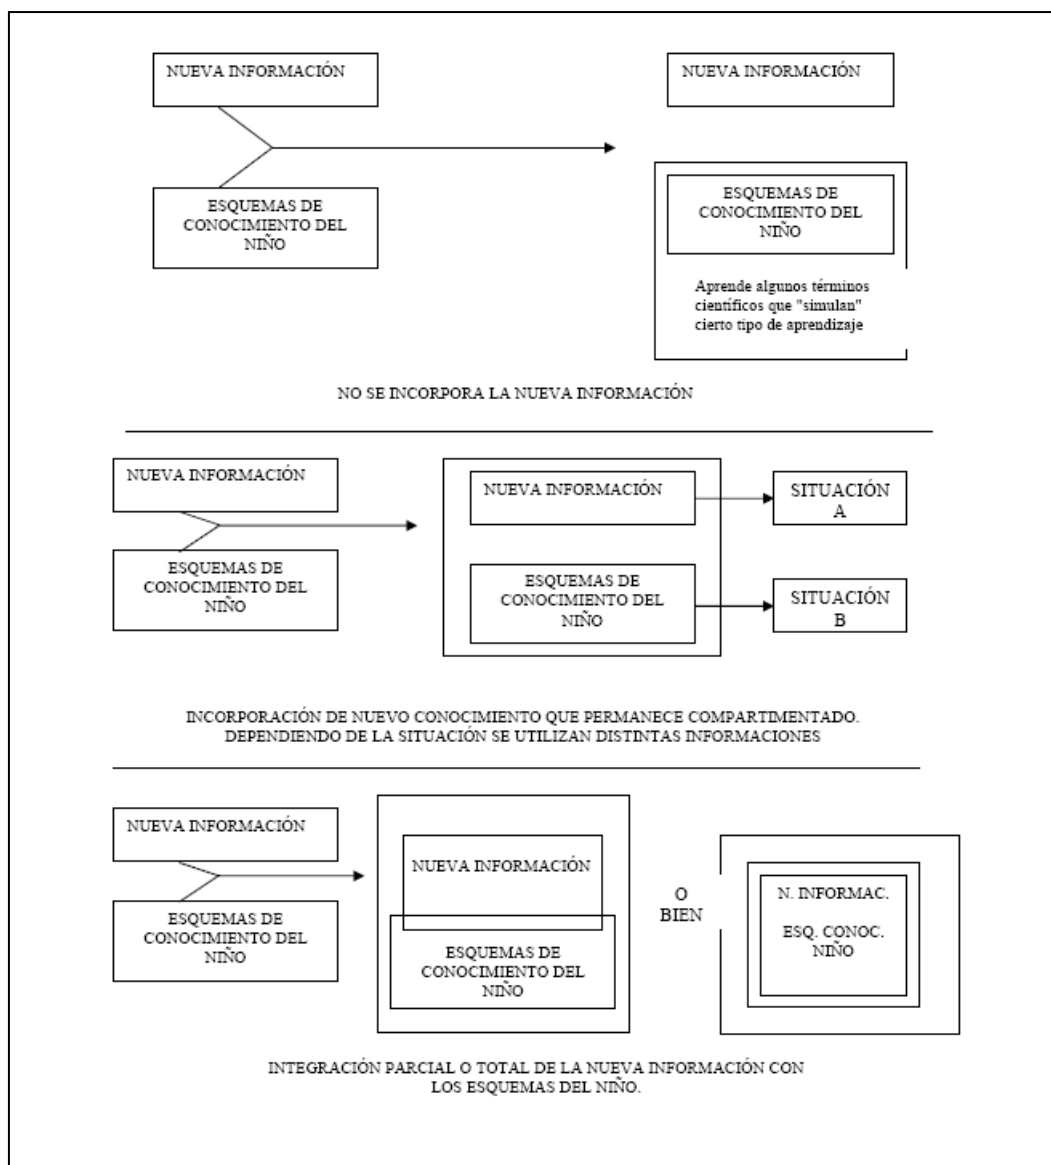 NUEVA INFORMACIÓN
NUEVA INFORMACIÓN
ESQUEMAS DE
CONOCIMIENTO DEL
NIÑO
ESQUEMAS DE
CONOCIMIENTO DEL
NIÑO
Aprende algunos términos
científicos que "simulan"
cierto tipo de aprendizaje
NO SE INCORPORA LA NUEVA INFORMACIÓN
NUEVA INFORMACIÓN
ESQUEMAS DE
CONOCIMIENTO DEL
NIÑO
NUEVA INFORMACIÓN
ESQUEMAS DE
CONOCIMIENTO DEL
NIÑO
SITUACIÓN
A
SITUACIÓN
B
INCORPORACIÓN DE NUEVO CONOCIMIENTO QUE PERMANECE COMPARTIMENTADO.
DEPENDIENDO DE LA SITUACIÓN SE UTILIZAN DISTINTAS INFORMACIONES
NUEVA INFORMACIÓN
ESQUEMAS DE
CONOCIMIENTO DEL
NIÑO
NUEVA INFORMACIÓN
ESQUEMAS DE
CONOCIMIENTO DEL
NIÑO
O
BIEN
N. INFORMAC.
ESQ. CONOC.
NIÑO
INTEGRACIÓN PARCIAL O TOTAL DE LA NUEVA INFORMACIÓN CON
LOS ESQUEMAS DEL NIÑO.